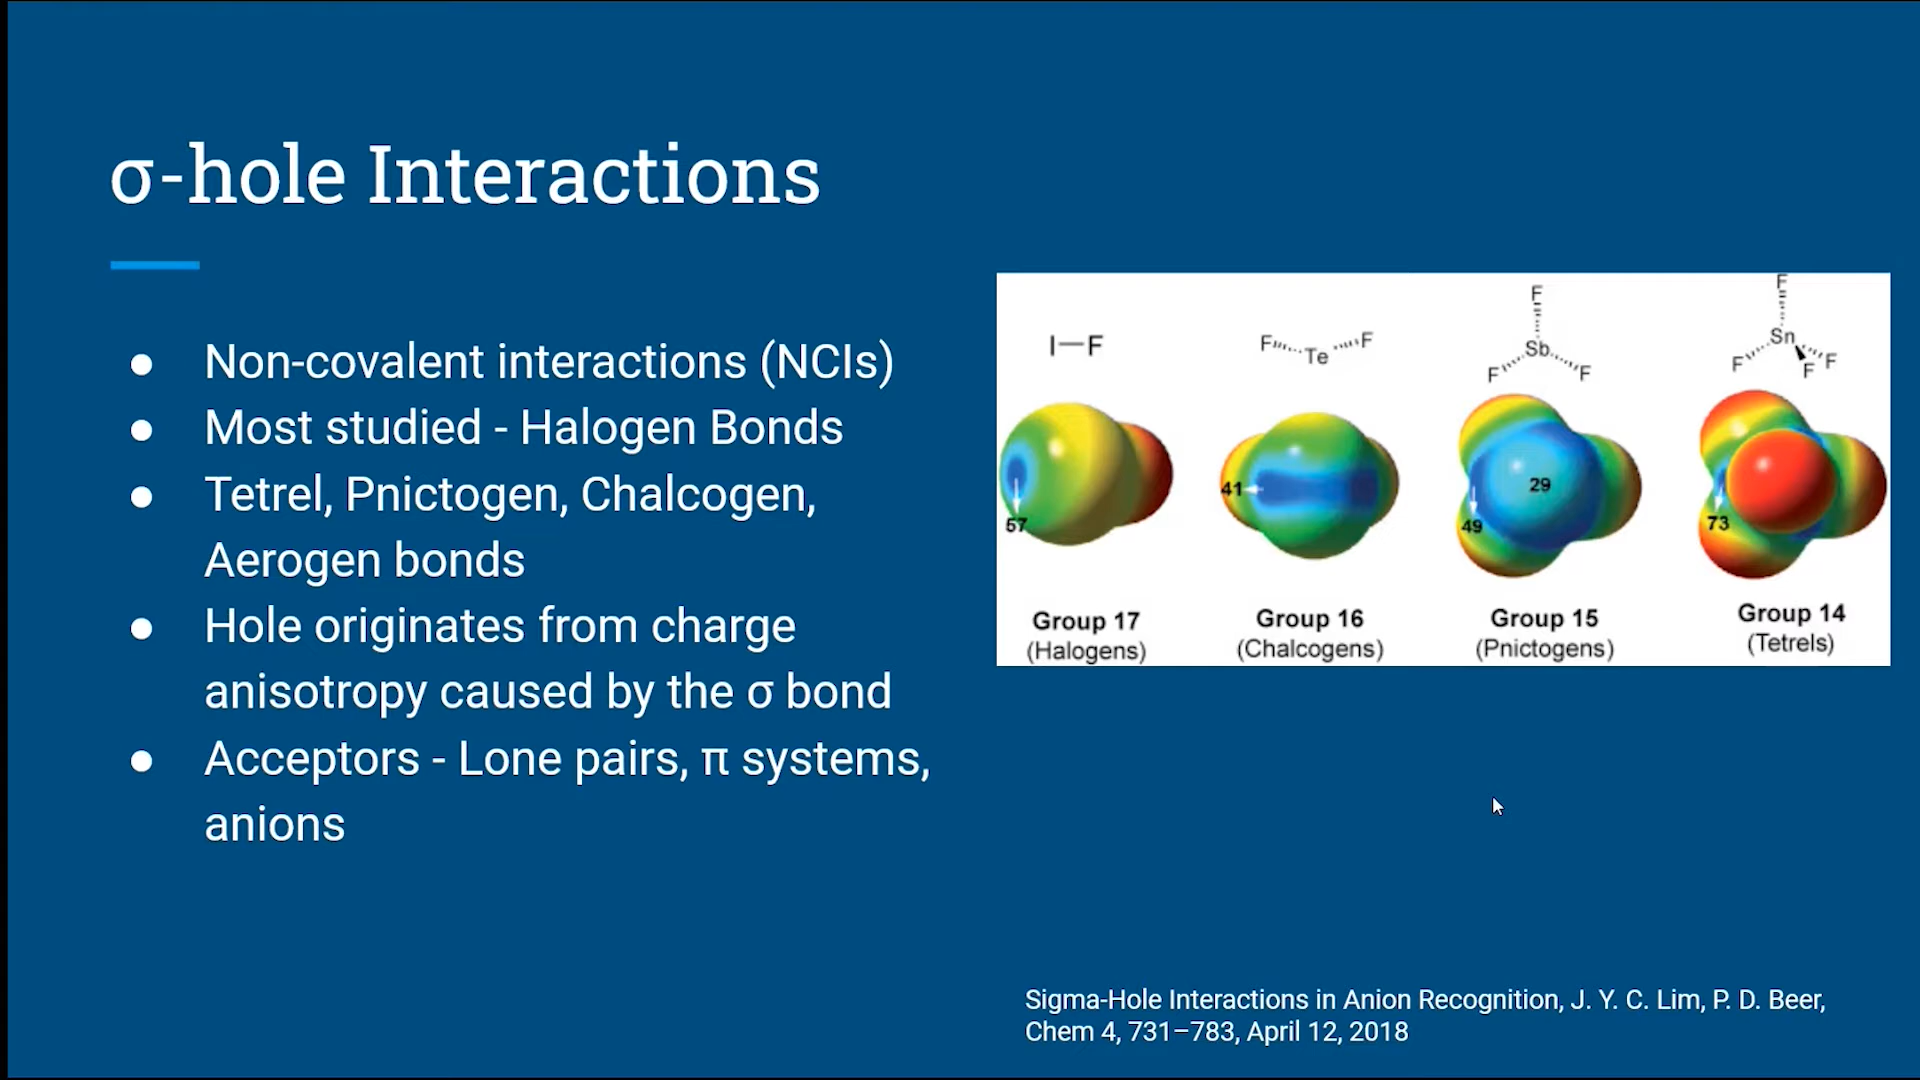 σ-hole Interactions
● Non-covalent interactions (NCIs)
● Most studied - Halogen Bonds
● Tetrel, Pnictogen, Chalcogen,
Aerogen bonds
● Hole originates from charge
anisotropy caused by the σ bond
● Acceptors - Lone pairs, π systems,
anions
I—F
F Te F
F
Sb
F F
F
Sn
F F F
57
41
49
29
73
Group 17
(Halogens)
Group 16
(Chalcogens)
Group 15
(Pnictogens)
Group 14
(Tetrels)
Sigma-Hole Interactions in Anion Recognition, J. Y. C. Lim, P. D. Beer,
Chem 4, 731–783, April 12, 2018